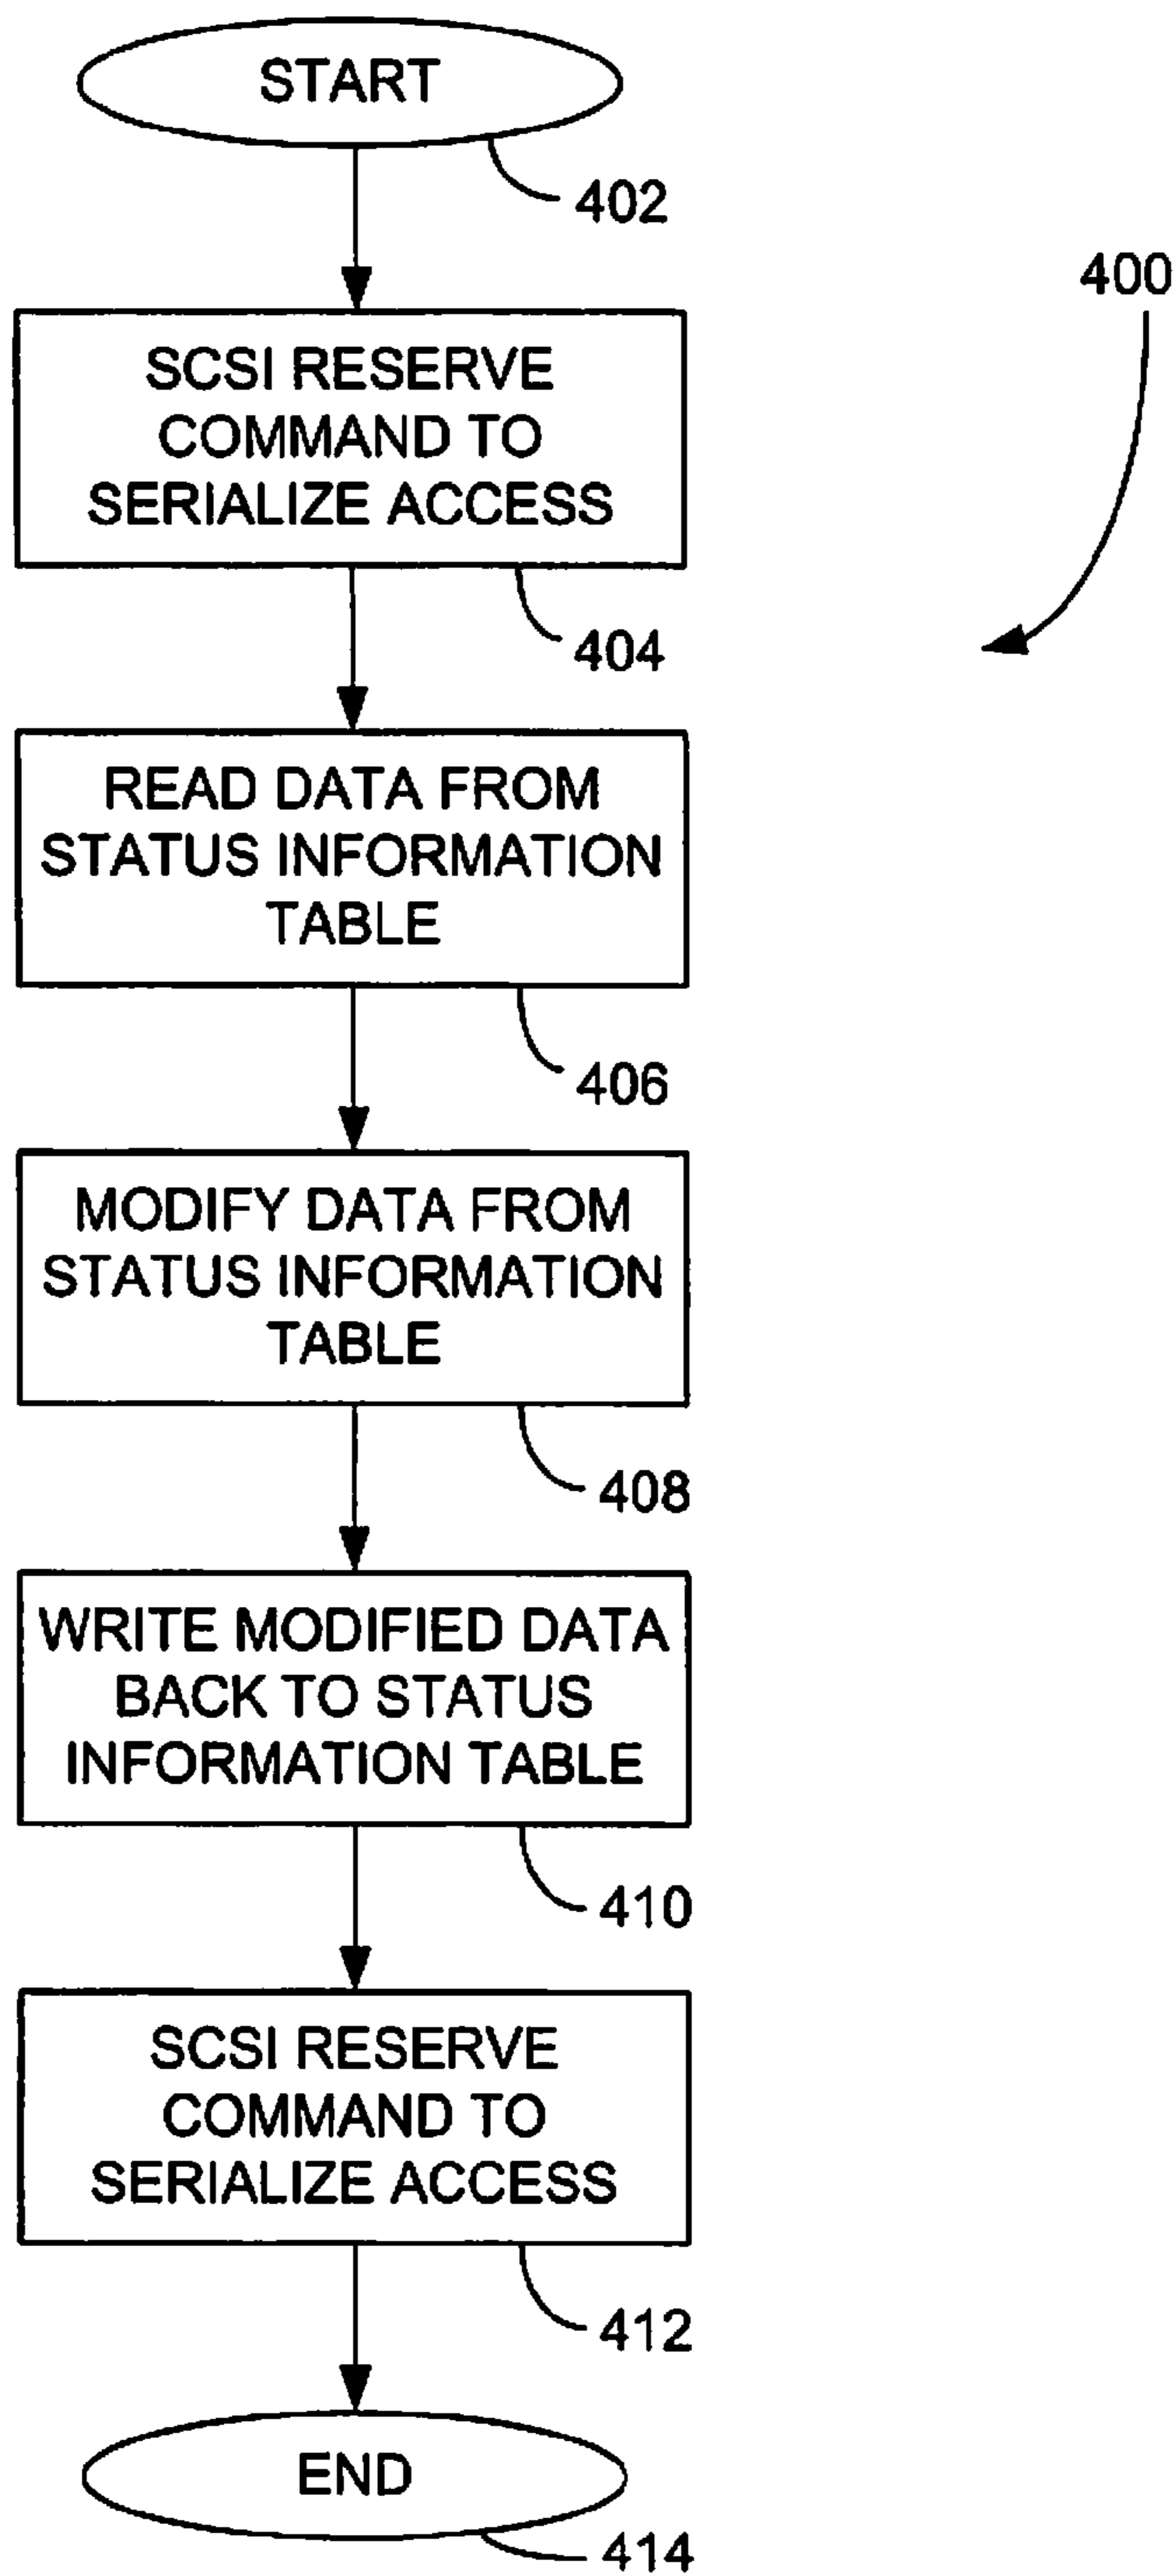 START
402
400
SCSI RESERVE
COMMAND TO
SERIALIZE ACCESS
404
READ DATA FROM
STATUS INFORMATION
TABLE
406
MODIFY DATA FROM
STATUS INFORMATION
TABLE
408
WRITE MODIFIED DATA
BACK TO STATUS
INFORMATION TABLE
410
SCSI RESERVE
COMMAND TO
SERIALIZE ACCESS
412
END
414